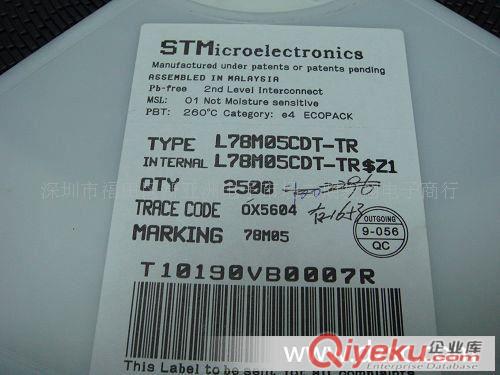 STMicroelectronics
Manufactured under patents or patents pending
ASSEMBLED IN MALAYSIA
Pb-free 2nd Level Interconnect
MSL: 01 Not Moisture sensitive
PBT: 260°C Category: e4 ECOPACK
TYPE L78M05CDT-TR
INTERNAL L78M05CDT-TR$Z1
QTY 2500
TRACE CODE 0X5604
MARKING 78M05
OUTGOING
9-056
QC
T10190VB0007R
This Label to be sent for all complaints
Qiyeku.com
企业库